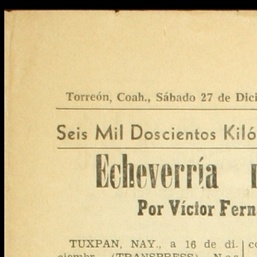 Torreón, Coah., Sábado 27 de Dici
Seis Mil Doscientos Kiló
Echeverría
Por Víctor Fern
TUXPAN, NAY., a 16 de di.
(TRANSPRESS)